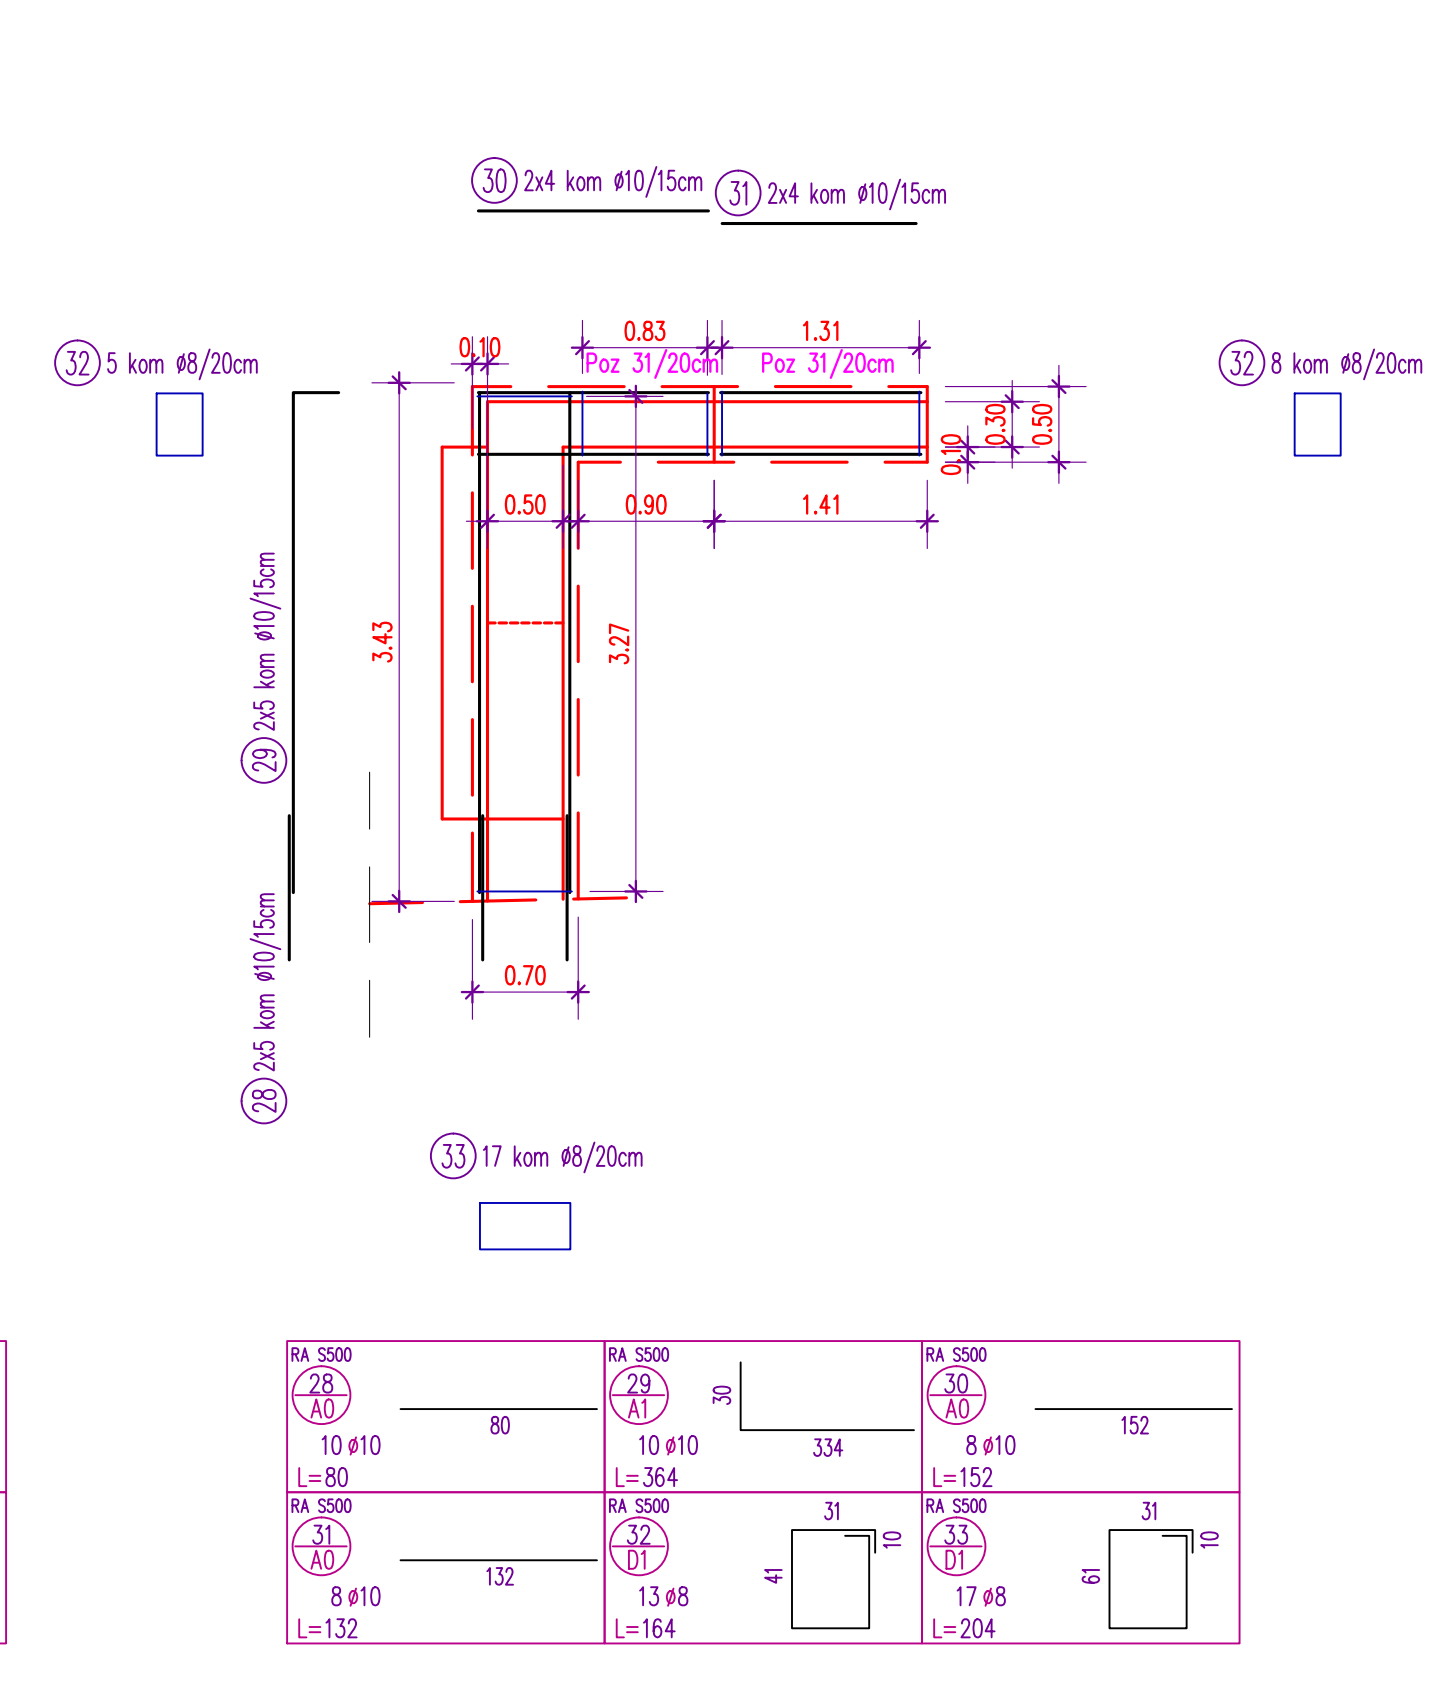 30 2x4 kom ø10/15cm
31 2x4 kom ø10/15cm
32 5 kom ø8/20cm
0.10
0.83
1.31
Poz 31/20cm
Poz 31/20cm
32 8 kom ø8/20cm
0.10
0.30
0.50
0.50
0.90
1.41
29 2x5 kom ø10/15cm
3.43
3.27
28 2x5 kom ø10/15cm
0.70
33 17 kom ø8/20cm
RA S500
28
A0
80
10 ø10
L=80
RA S500
29
A1
30
334
10 ø10
L=364
RA S500
30
A0
152
8 ø10
L=152
RA S500
31
A0
132
8 ø10
L=132
RA S500
32
D1
31
10
41
13 ø8
L=164
RA S500
33
D1
31
10
61
17 ø8
L=204